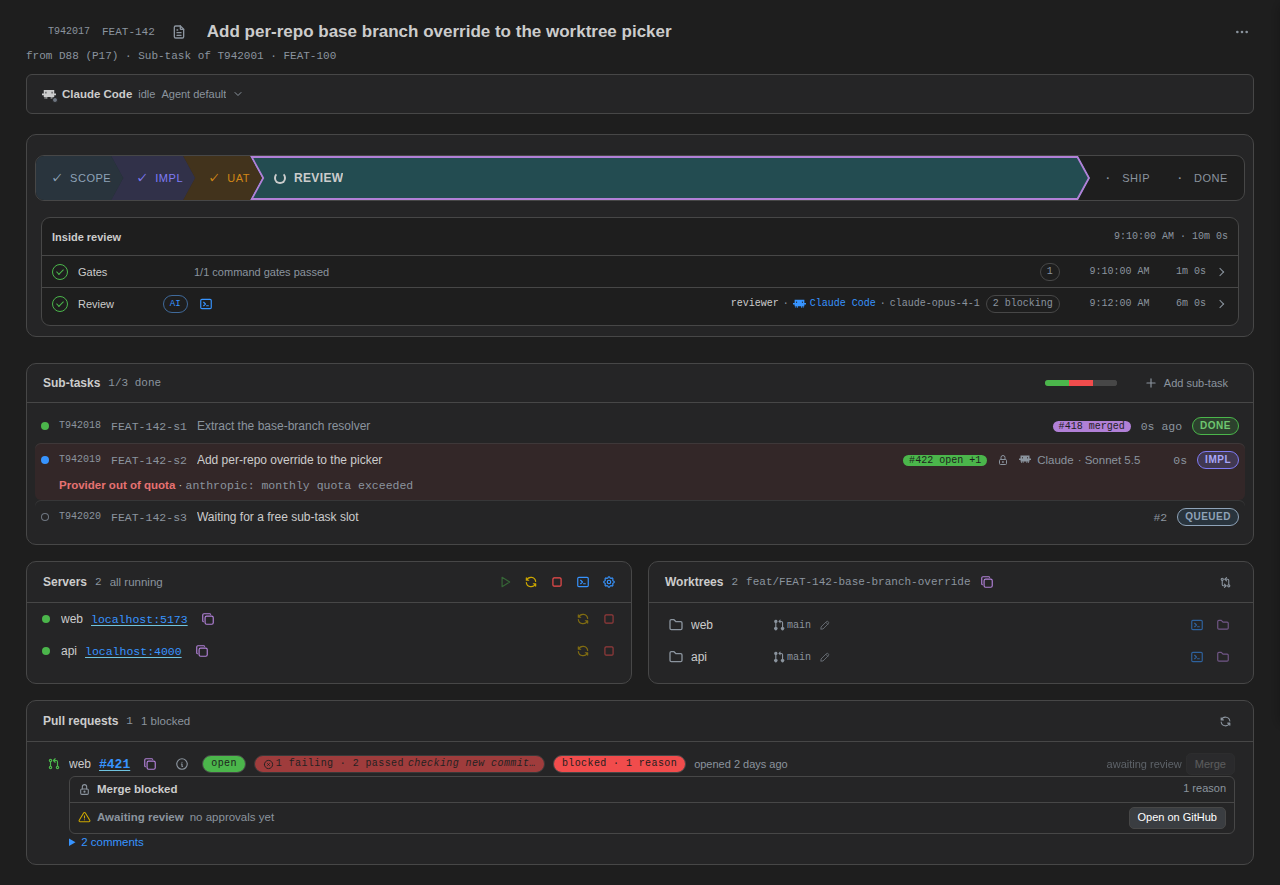 T942017 FEAT-142 Add per-repo base branch override to the worktree picker
from D88 (P17) · Sub-task of T942001 · FEAT-100
Claude Code idle Agent default
SCOPE IMPL UAT REVIEW SHIP DONE
Inside review 9:10:00 AM · 10m 0s
Gates 1/1 command gates passed 1 9:10:00 AM 1m 0s
Review AI reviewer · Claude Code · claude-opus-4-1 2 blocking 9:12:00 AM 6m 0s
Sub-tasks 1/3 done Add sub-task
T942018 FEAT-142-s1 Extract the base-branch resolver #418 merged 0s ago DONE
T942019 FEAT-142-s2 Add per-repo override to the picker #422 open +1 Claude · Sonnet 5.5 0s IMPL
Provider out of quota · anthropic: monthly quota exceeded
T942020 FEAT-142-s3 Waiting for a free sub-task slot #2 QUEUED
Servers 2 all running
web localhost:5173
api localhost:4000
Worktrees 2 feat/FEAT-142-base-branch-override
web main
api main
Pull requests 1 1 blocked
web #421 open 1 failing · 2 passed checking new commit… blocked · 1 reason opened 2 days ago awaiting review Merge
Merge blocked 1 reason
Awaiting review no approvals yet Open on GitHub
2 comments